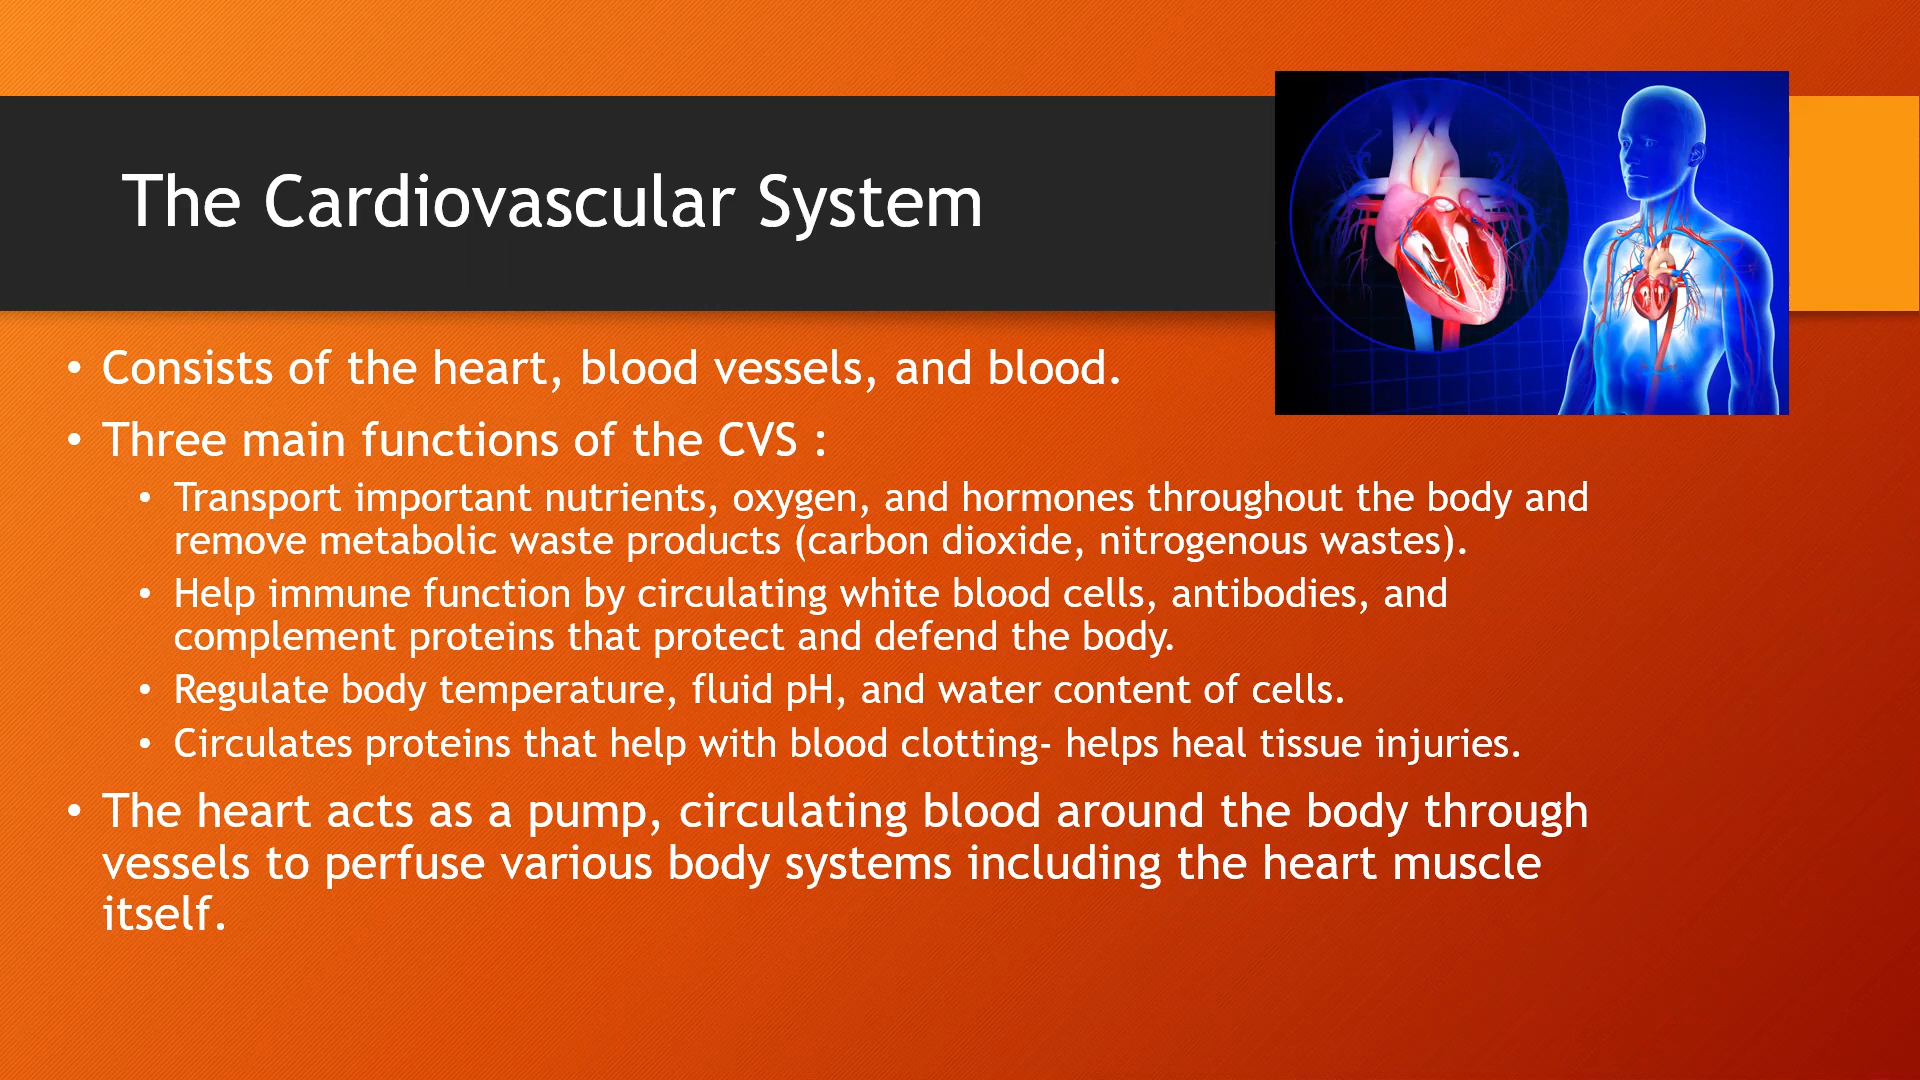 The Cardiovascular System
• Consists of the heart, blood vessels, and blood.
• Three main functions of the CVS :
• Transport important nutrients, oxygen, and hormones throughout the body and
remove metabolic waste products (carbon dioxide, nitrogenous wastes).
• Help immune function by circulating white blood cells, antibodies, and
complement proteins that protect and defend the body.
• Regulate body temperature, fluid pH, and water content of cells.
• Circulates proteins that help with blood clotting- helps heal tissue injuries.
• The heart acts as a pump, circulating blood around the body through
vessels to perfuse various body systems including the heart muscle
itself.